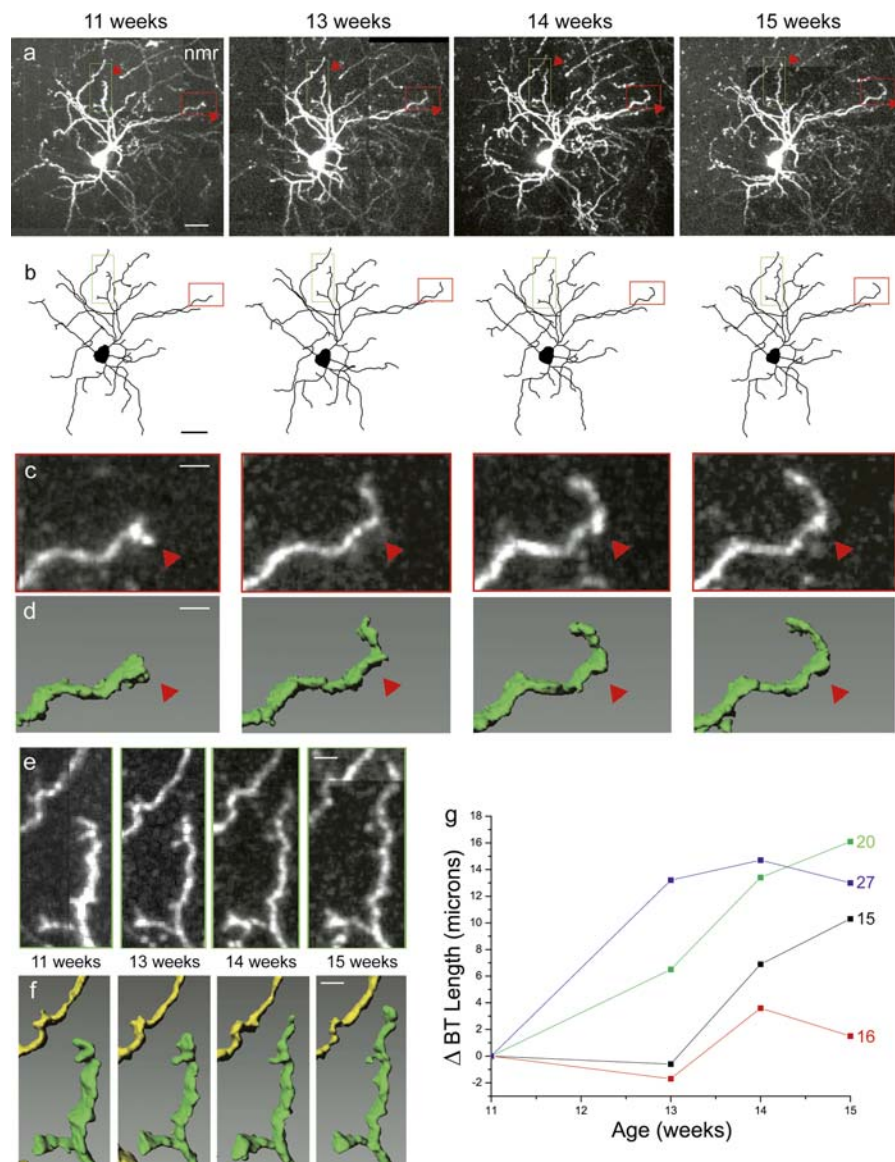 11 weeks 13 weeks 14 weeks 15 weeks
a nmr
b
c
d
e
11 weeks 13 weeks 14 weeks 15 weeks
f
g
18
16
14
12
10
8
6
4
2
0
-2
Δ BT Length (microns)
20
27
15
16
11 12 13 14 15
Age (weeks)